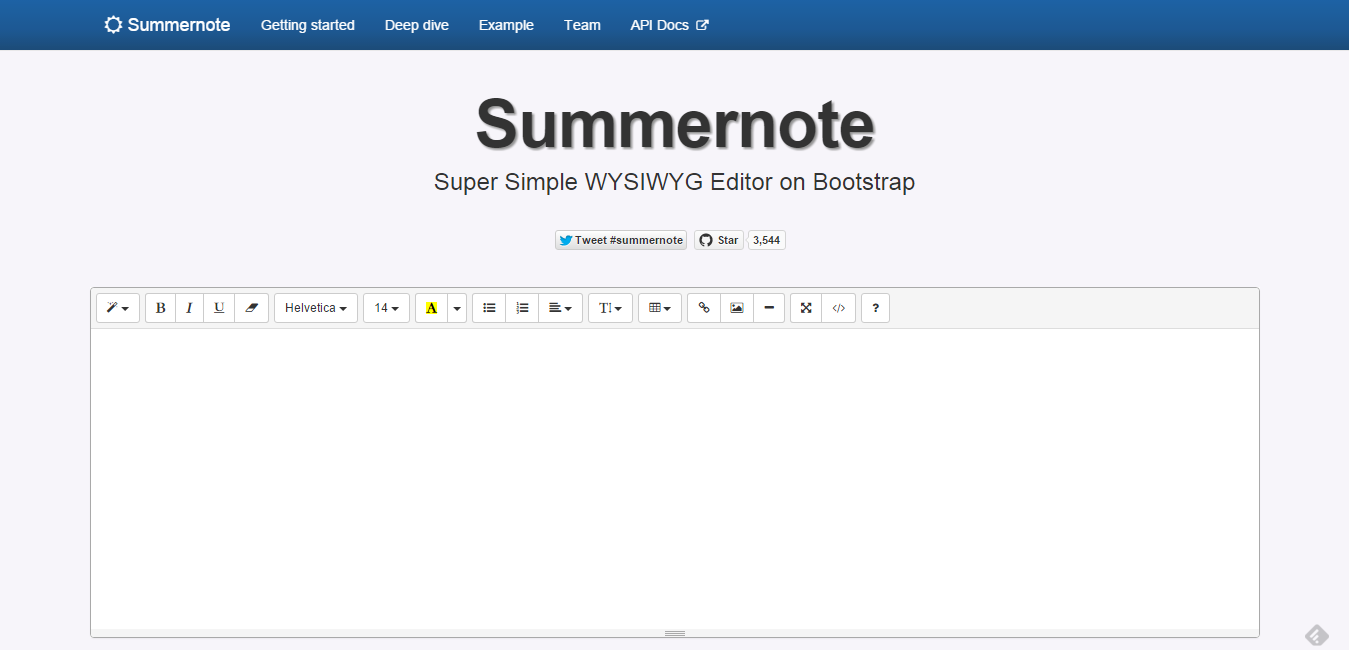 Summernote Getting started Deep dive Example Team API Docs
Summernote
Super Simple WYSIWYG Editor on Bootstrap
Tweet #summernote Star 3,544
B I U Helvetica 14 A TI </> ?